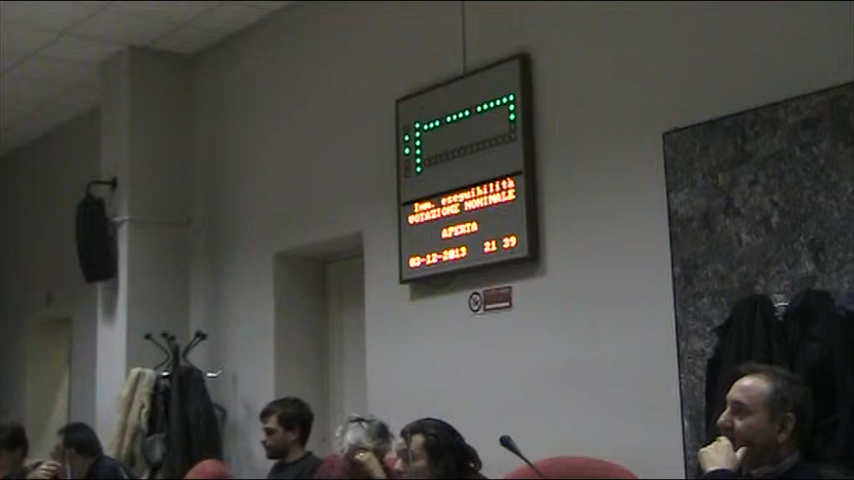 Imm. eseguibilità
VOTAZIONE NOMINALE
APERTA
03-12-2013 21 39